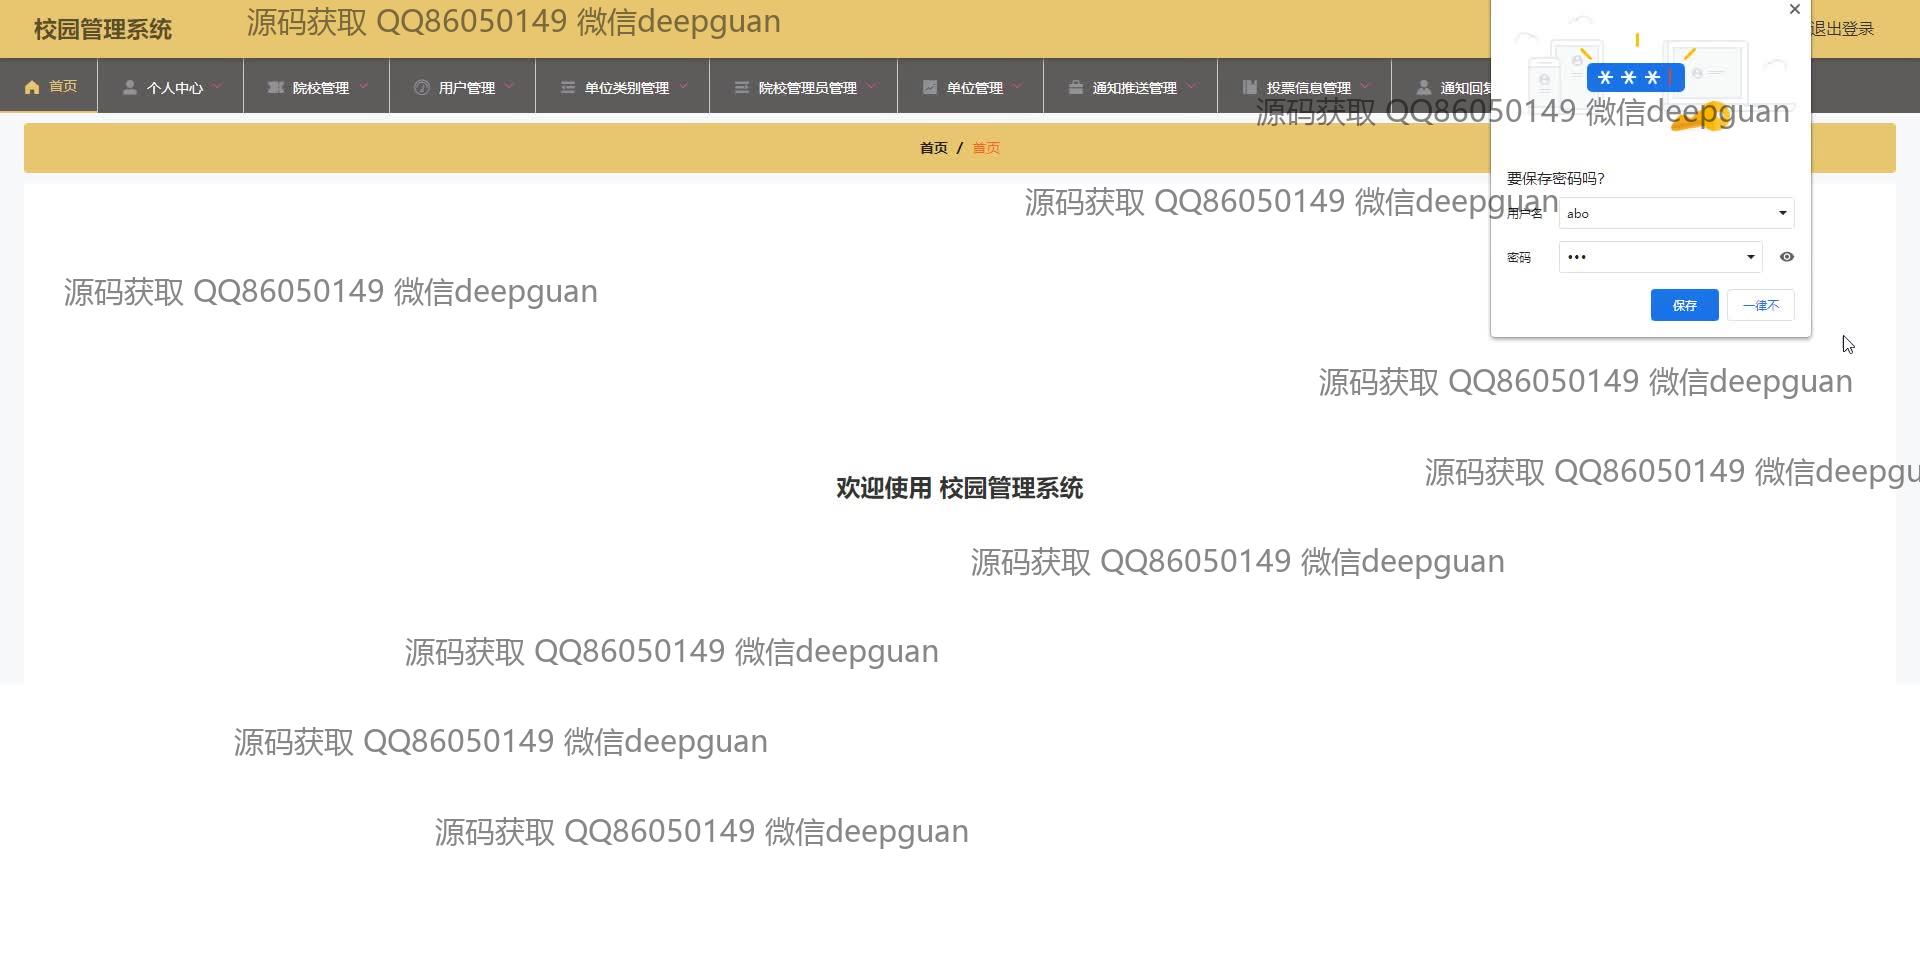 校园管理系统
源码获取 QQ86050149 微信deepguan
退出登录
首页
个人中心
院校管理
用户管理
单位类别管理
院校管理员管理
单位管理
通知推送管理
投票信息管理
通知回复
源码获取 QQ86050149 微信deepguan
首页 / 首页
要保存密码吗?
源码获取 QQ86050149 微信deepguan
用户名 abo
密码 •••
保存 一律不
源码获取 QQ86050149 微信deepguan
源码获取 QQ86050149 微信deepguan
源码获取 QQ86050149 微信deepgu
欢迎使用 校园管理系统
源码获取 QQ86050149 微信deepguan
源码获取 QQ86050149 微信deepguan
源码获取 QQ86050149 微信deepguan
源码获取 QQ86050149 微信deepguan